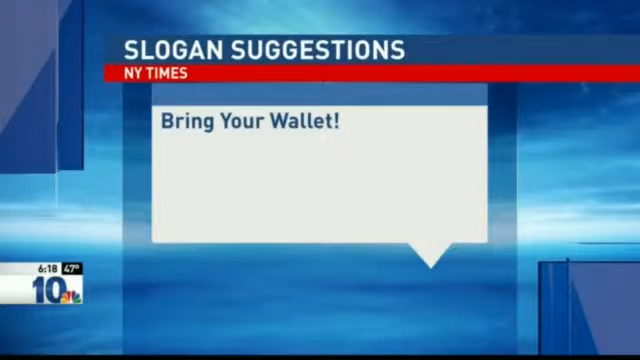 SLOGAN SUGGESTIONS
NY TIMES
Bring Your Wallet!
6:18 47°
10